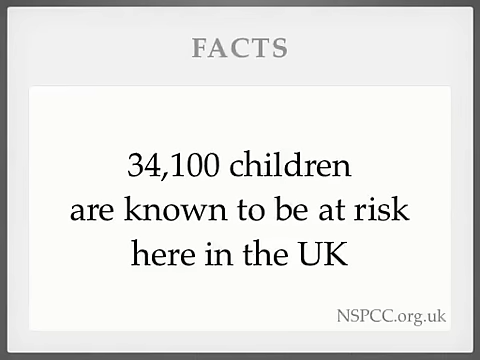 FACTS
34,100 children
are known to be at risk
here in the UK
NSPCC.org.uk